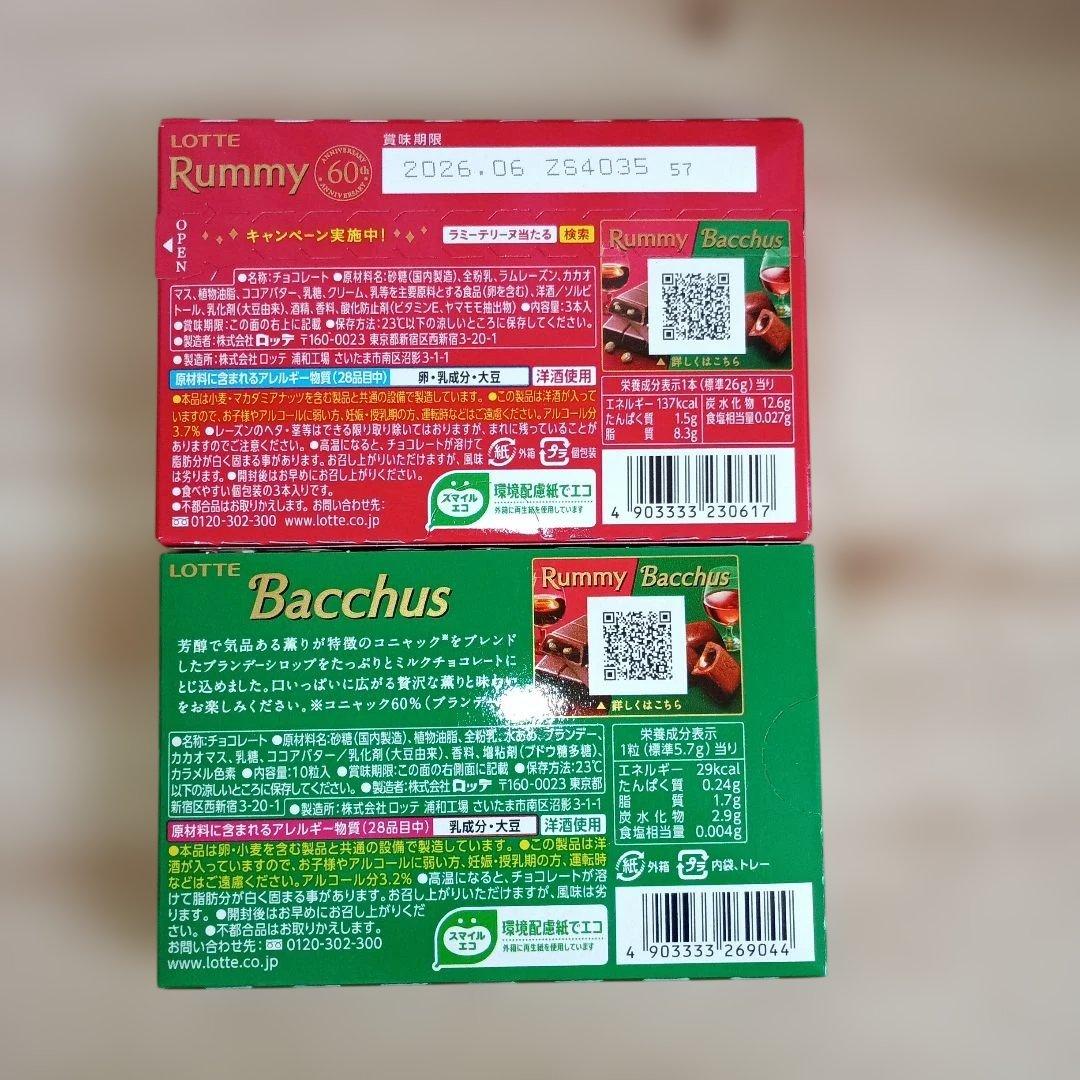 LOTTE
Rummy
ANNIVERSARY
60th
ANNIVERSARY
賞味期限
2026.06 ZS4035 57
OPEN
キャンペーン実施中!
ラミーテリーヌ当たる 検索
Rummy Bacchus
▲ 詳しくはこちら
●名称:チョコレート ●原材料名:砂糖(国内製造)、全粉乳、ラムレーズン、カカオ
マス、植物油脂、ココアバター、乳糖、クリーム、乳等を主要原料とする食品(卵を含む)、洋酒/ソルビ
トール、乳化剤(大豆由来)、酒精、香料、酸化防止剤(ビタミンE、ヤマモモ抽出物) ●内容量:3本入
●賞味期限:この面の右上に記載 ●保存方法:23℃以下の涼しいところに保存してください。
●製造者:株式会社ロッテ 〒160-0023 東京都新宿区西新宿3-20-1
●製造所:株式会社ロッテ 浦和工場 さいたま市南区沼影3-1-1
原材料に含まれるアレルギー物質(28品目中) 卵・乳成分・大豆 洋酒使用
●本品は小麦・マカダミアナッツを含む製品と共通の設備で製造しています。●この製品は洋酒が入って
いますので、お子様やアルコールに弱い方、妊娠・授乳期の方、運転時などはご遠慮ください。アルコール分
3.7% ●レーズンのヘタ・茎等はできる限り取り除いておりますが、まれに残っていることが
ありますのでご注意ください。 ●高温になると、チョコレートが溶けて
脂肪分が白く固まる事があります。お召し上がりいただけますが、風味
は劣ります。●開封後はお早めにお召し上がりください。
●食べやすい個包装の3本入りです。
●不都合品はお取りかえします。お問い合わせ先:
0120-302-300 www.lotte.co.jp
紙 外箱 プラ 個包装
スマイル
エコ
環境配慮紙でエコ
外箱に再生紙を使用しています
栄養成分表示1本(標準26g)当り
エネルギー 137kcal 炭水化物 12.6g
たんぱく質 1.5g 食塩相当量0.027g
脂質 8.3g
4 903333 230617
LOTTE
Bacchus
芳醇で気品ある薫りが特徴のコニャック※をブレンド
したブランデーシロップをたっぷりとミルクチョコレートに
とじ込めました。口いっぱいに広がる贅沢な薫りと味わい
をお楽しみください。※コニャック60%(ブランデ
Rummy Bacchus
▲ 詳しくはこちら
●名称:チョコレート ●原材料名:砂糖(国内製造)、植物油脂、全粉乳、水あめ、ブランデー、
カカオマス、乳糖、ココアバター/乳化剤(大豆由来)、香料、増粘剤(ブドウ糖多糖)、
カラメル色素 ●内容量:10粒入 ●賞味期限:この面の右側面に記載 ●保存方法:23℃
以下の涼しいところに保存してください。 ●製造者:株式会社ロッテ 〒160-0023 東京都
新宿区西新宿3-20-1 ●製造所:株式会社ロッテ 浦和工場 さいたま市南区沼影3-1-1
原材料に含まれるアレルギー物質(28品目中) 乳成分・大豆 洋酒使用
●本品は卵・小麦を含む製品と共通の設備で製造しています。●この製品は洋
酒が入っていますので、お子様やアルコールに弱い方、妊娠・授乳期の方、運転時
などはご遠慮ください。アルコール分3.2% ●高温になると、チョコレートが溶
けて脂肪分が白く固まる事があります。お召し上がりいただけますが、風味は劣
ります。 ●開封後はお早めにお召し上がりくだ
さい。●不都合品はお取りかえします。
お問い合わせ先: 0120-302-300
www.lotte.co.jp
スマイル
エコ
環境配慮紙でエコ
外箱に再生紙を使用しています
栄養成分表示
1粒(標準5.7g)当り
エネルギー 29kcal
たんぱく質 0.24g
脂質 1.7g
炭水化物 2.9g
食塩相当量 0.004g
紙 外箱 プラ 内袋、トレー
4 903333 269044